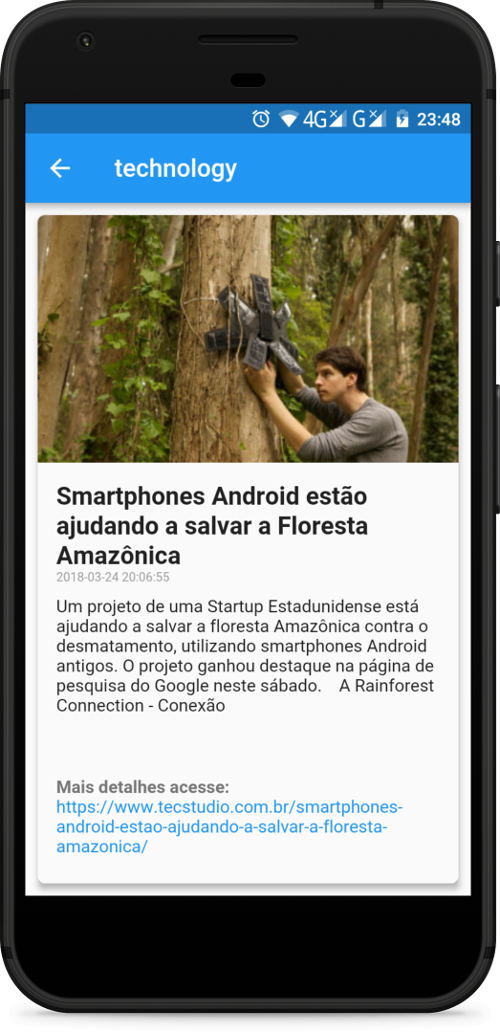 4G G 23:48
technology
Smartphones Android estão
ajudando a salvar a Floresta
Amazônica
2018-03-24 20:06:55
Um projeto de uma Startup Estadunidense está
ajudando a salvar a floresta Amazônica contra o
desmatamento, utilizando smartphones Android
antigos. O projeto ganhou destaque na página de
pesquisa do Google neste sábado.    A Rainforest
Connection - Conexão
Mais detalhes acesse:
https://www.tecstudio.com.br/smartphones-
android-estao-ajudando-a-salvar-a-floresta-
amazonica/